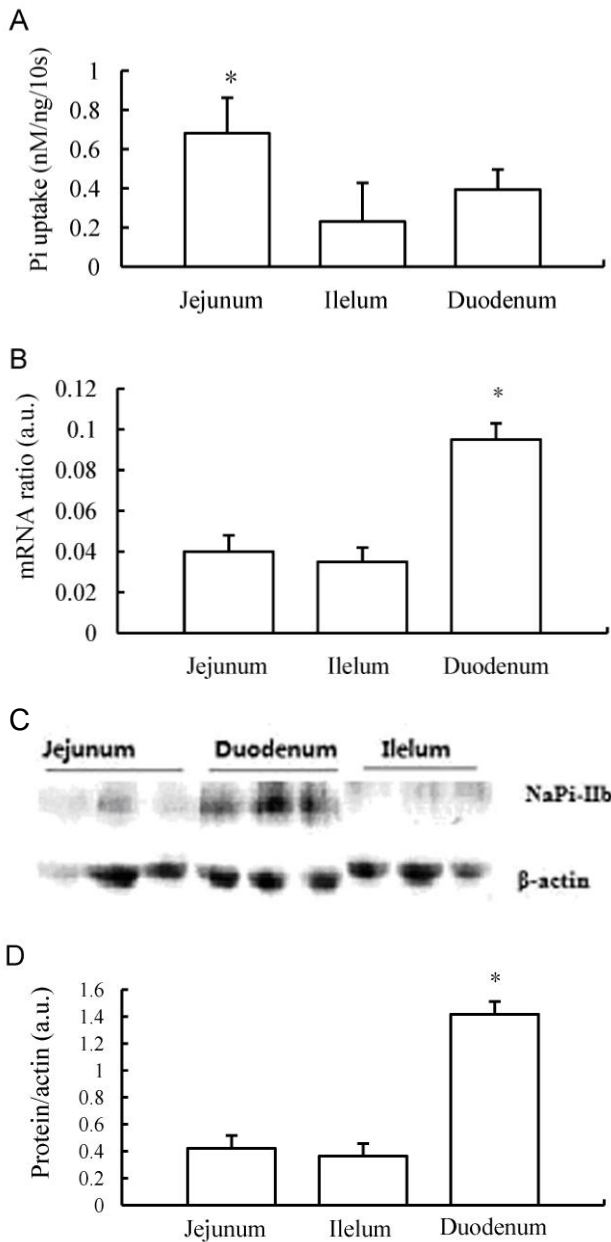 A
Pi uptake (nM/ng/10s)
1
0.8
0.6
0.4
0.2
0
*
Jejunum Ilelum Duodenum
B
mRNA ratio (a.u.)
0.12
0.1
0.08
0.06
0.04
0.02
0
*
Jejunum Ilelum Duodenum
C
Jejunum Duodenum Ilelum
NaPi-IIb
β-actin
D
Protein/actin (a.u.)
1.6
1.4
1.2
1
0.8
0.6
0.4
0.2
0
*
Jejunum Ilelum Duodenum